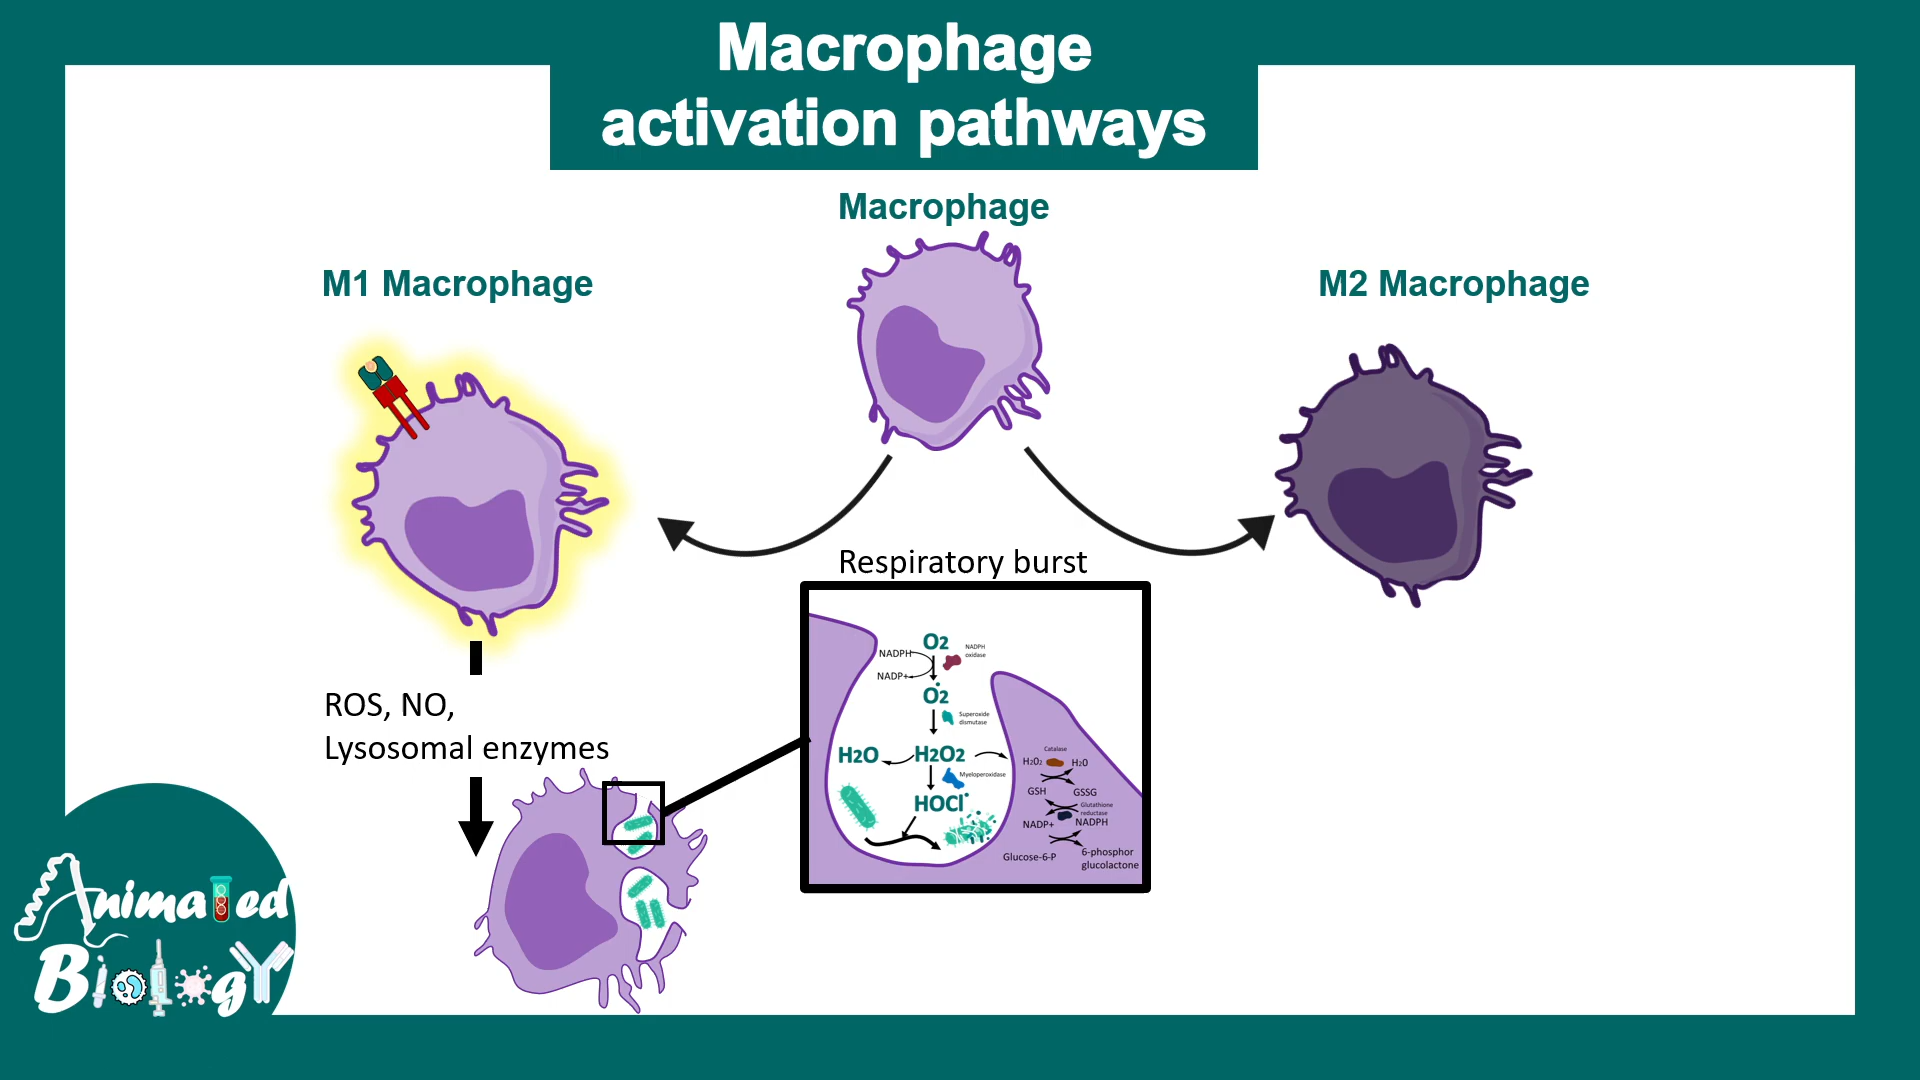 Macrophage
activation pathways
Macrophage
M1 Macrophage
M2 Macrophage
Respiratory burst
O2
NADPH
NADPH
oxidase
NADP+
O2
Superoxide
dismutase
H2O
H2O2
Catalase
H2O2
H2O
Myeloperoxidase
HOCl
GSH
GSSG
Glutathione
reductase
NADP+
NADPH
Glucose-6-P
6-phosphor
glucolactone
ROS, NO,
Lysosomal enzymes
Animated
Biology